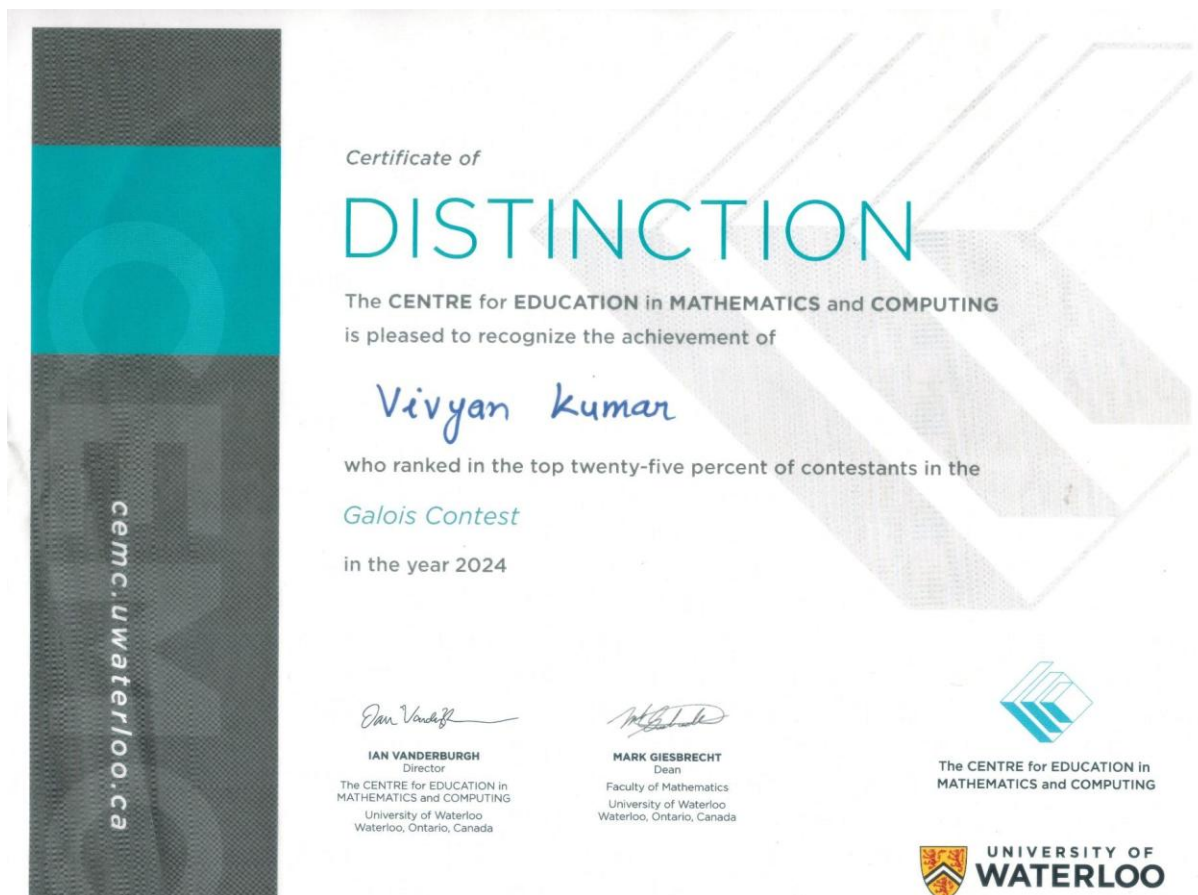 Certificate of
DISTINCTION
The CENTRE for EDUCATION in MATHEMATICS and COMPUTING
is pleased to recognize the achievement of
Vivyan Kumar
who ranked in the top twenty-five percent of contestants in the
Galois Contest
in the year 2024
IAN VANDERBURGH
Director
The CENTRE for EDUCATION in
MATHEMATICS and COMPUTING
University of Waterloo
Waterloo, Ontario, Canada
MARK GIESBRECHT
Dean
Faculty of Mathematics
University of Waterloo
Waterloo, Ontario, Canada
The CENTRE for EDUCATION in
MATHEMATICS and COMPUTING
UNIVERSITY OF
WATERLOO
cemc.uwaterloo.ca
CEMC